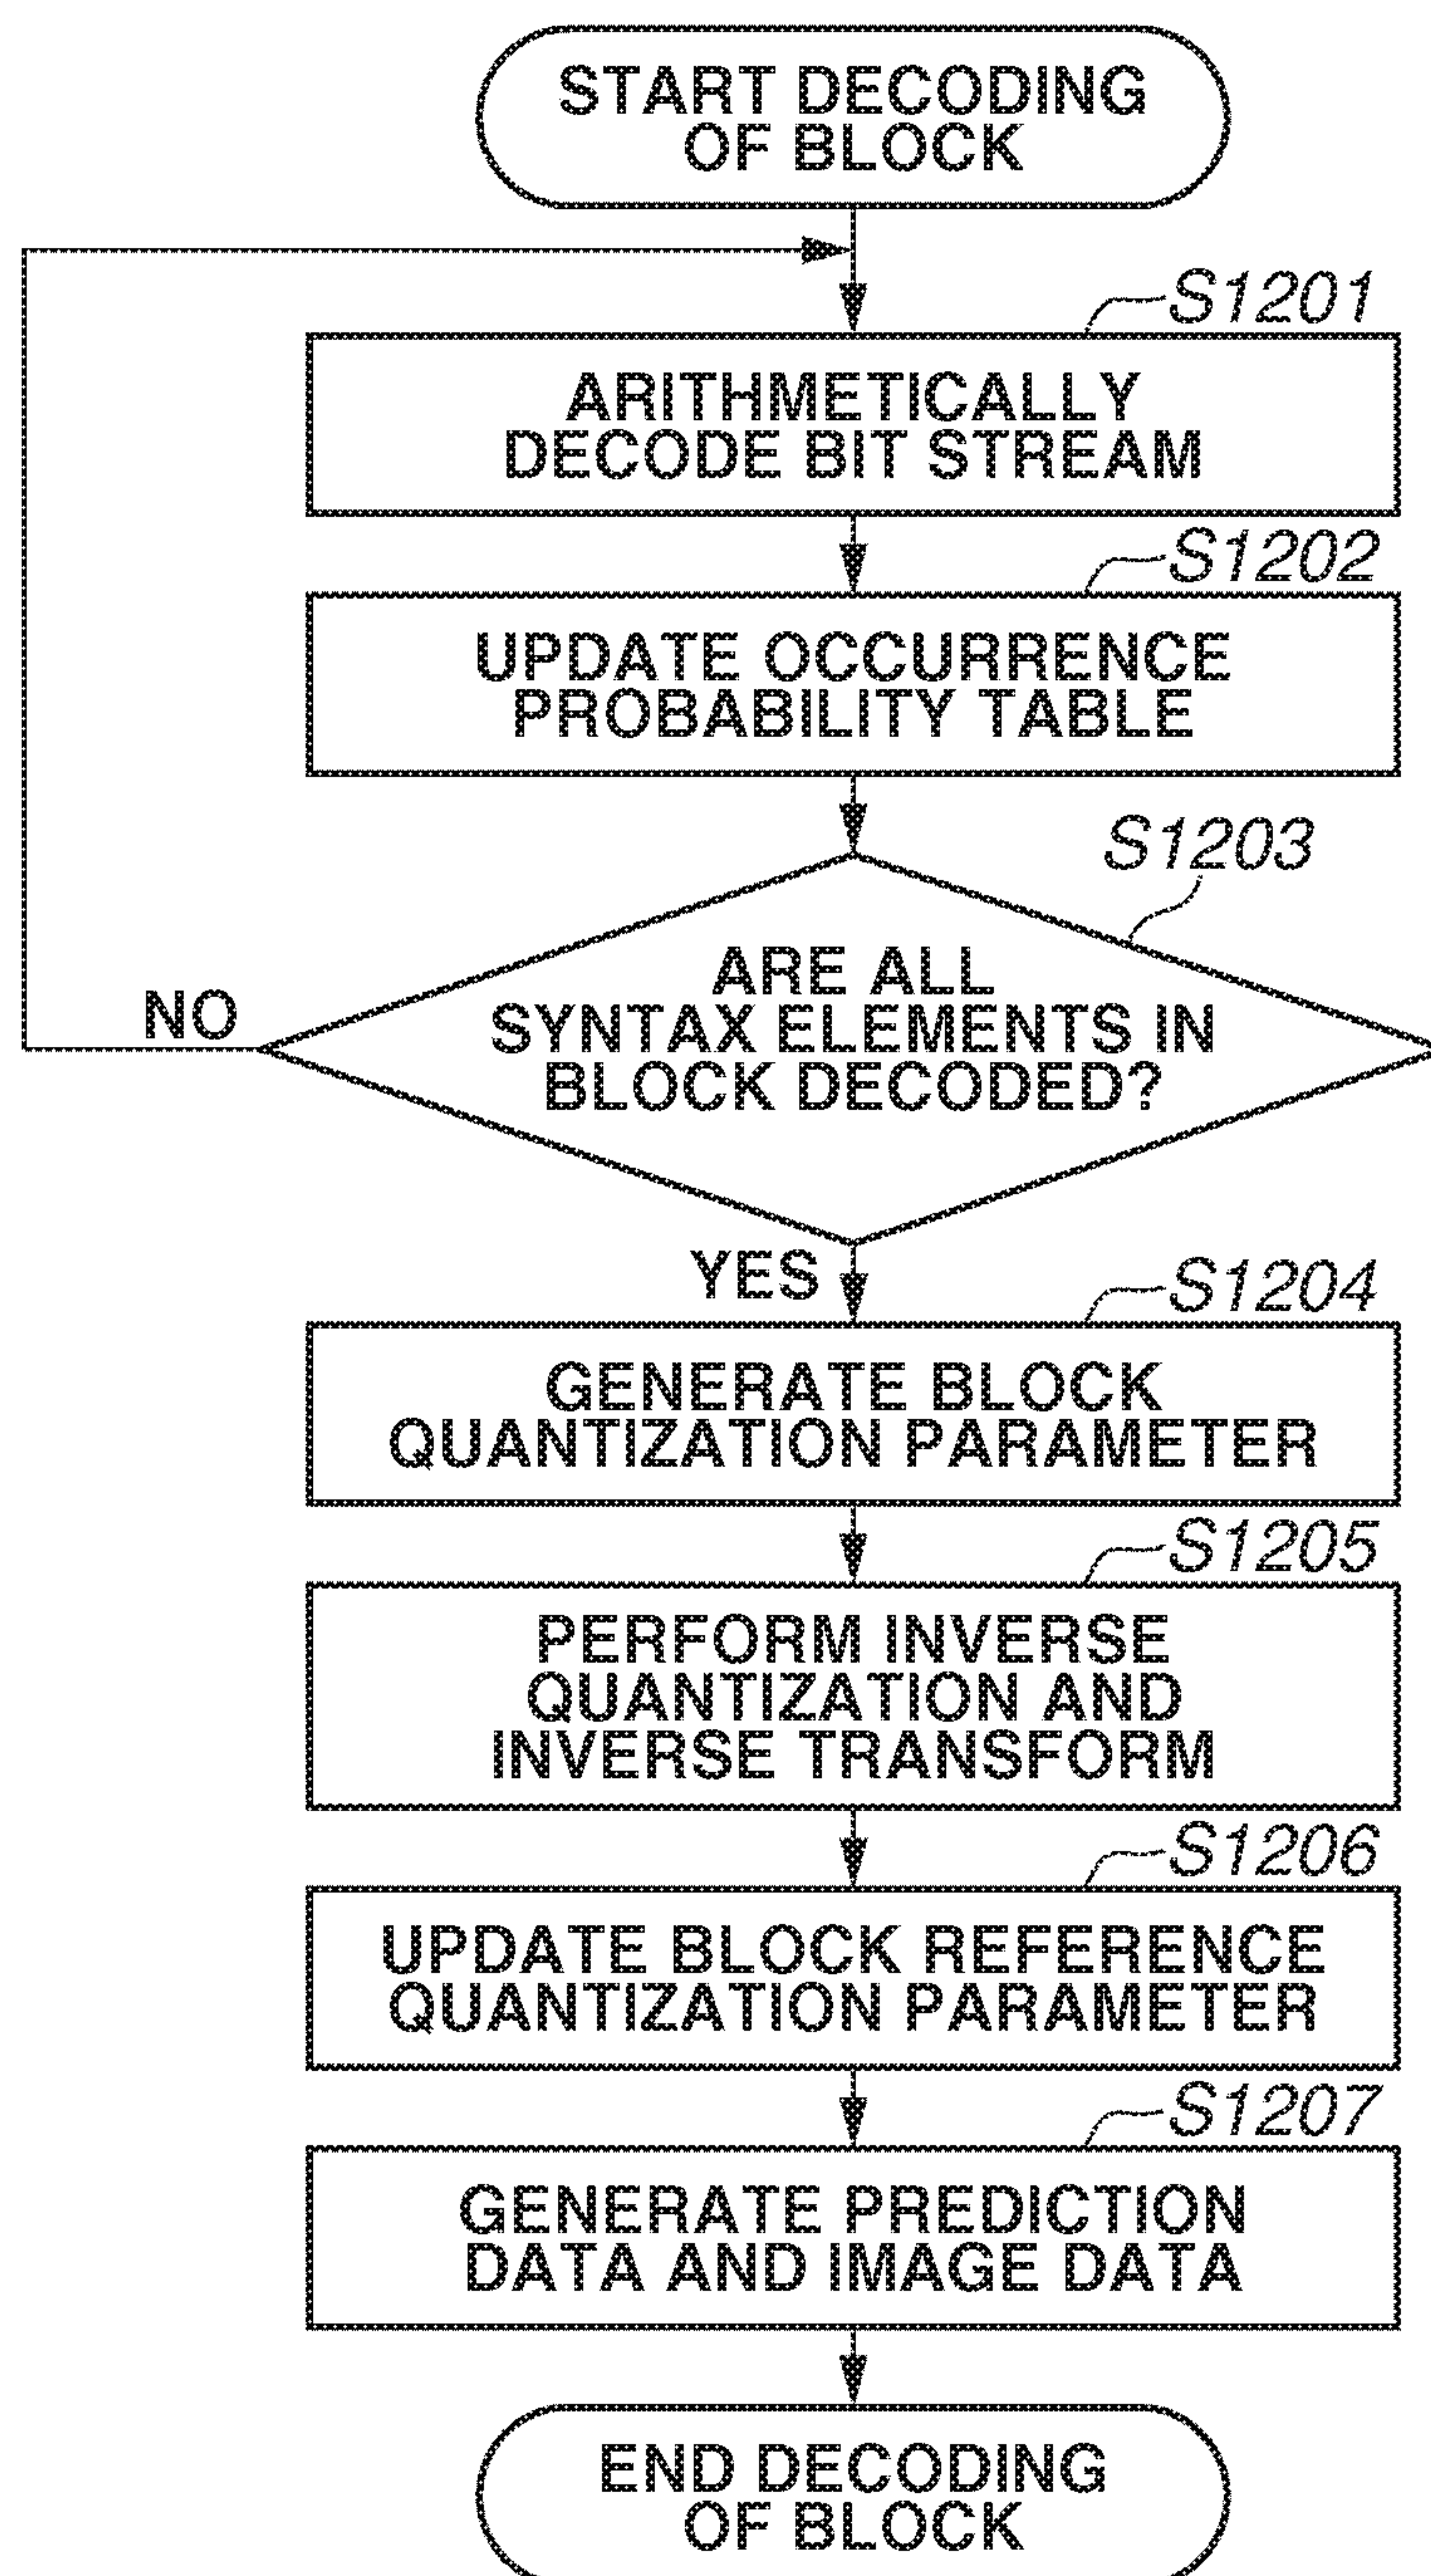 START DECODING
OF BLOCK
S1201
ARITHMETICALLY
DECODE BIT STREAM
S1202
UPDATE OCCURRENCE
PROBABILITY TABLE
S1203
ARE ALL
SYNTAX ELEMENTS IN
BLOCK DECODED?
NO
YES
S1204
GENERATE BLOCK
QUANTIZATION PARAMETER
S1205
PERFORM INVERSE
QUANTIZATION AND
INVERSE TRANSFORM
S1206
UPDATE BLOCK REFERENCE
QUANTIZATION PARAMETER
S1207
GENERATE PREDICTION
DATA AND IMAGE DATA
END DECODING
OF BLOCK